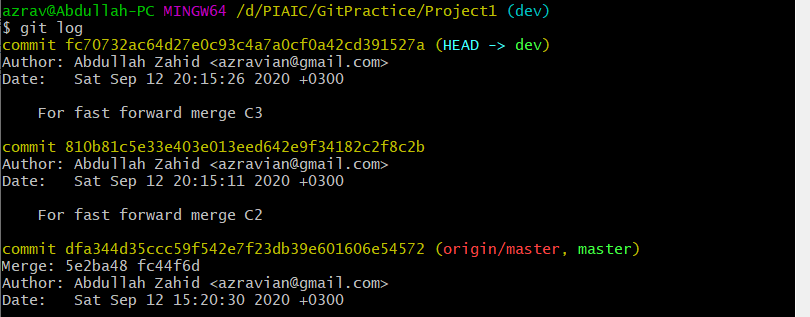 azrav@Abdullah-PC MINGW64 /d/PIAIC/GitPractice/Project1 (dev)
$ git log
commit fc70732ac64d27e0c93c4a7a0cf0a42cd391527a (HEAD -> dev)
Author: Abdullah Zahid <azravian@gmail.com>
Date:   Sat Sep 12 20:15:26 2020 +0300
    For fast forward merge C3
commit 810b81c5e33e403e013eed642e9f34182c2f8c2b
Author: Abdullah Zahid <azravian@gmail.com>
Date:   Sat Sep 12 20:15:11 2020 +0300
    For fast forward merge C2
commit dfa344d35ccc59f542e7f23db39e601606e54572 (origin/master, master)
Merge: 5e2ba48 fc44f6d
Author: Abdullah Zahid <azravian@gmail.com>
Date:   Sat Sep 12 15:20:30 2020 +0300